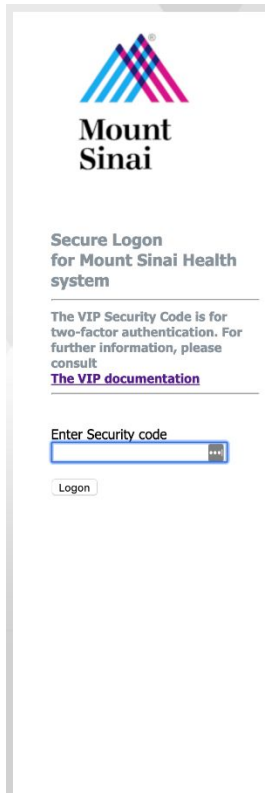 Mount
Sinai
Secure Logon
for Mount Sinai Health
system
The VIP Security Code is for
two-factor authentication. For
further information, please
consult
The VIP documentation
Enter Security code
Logon